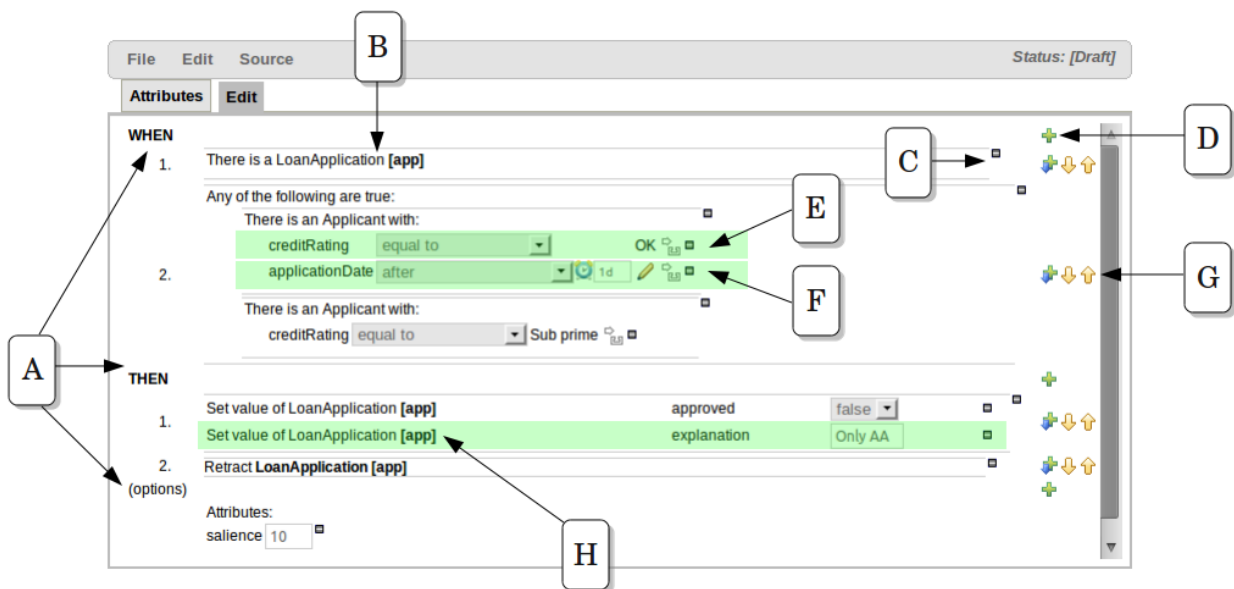 B
File Edit Source Status: [Draft]
Attributes Edit
WHEN
D
1. There is a LoanApplication [app]
C
Any of the following are true:
There is an Applicant with:
E
creditRating equal to OK
2. applicationDate after 1d
G
F
There is an Applicant with:
creditRating equal to Sub prime
A
THEN
Set value of LoanApplication [app] approved false
1.
Set value of LoanApplication [app] explanation Only AA
2. Retract LoanApplication [app]
(options)
Attributes:
salience 10
H